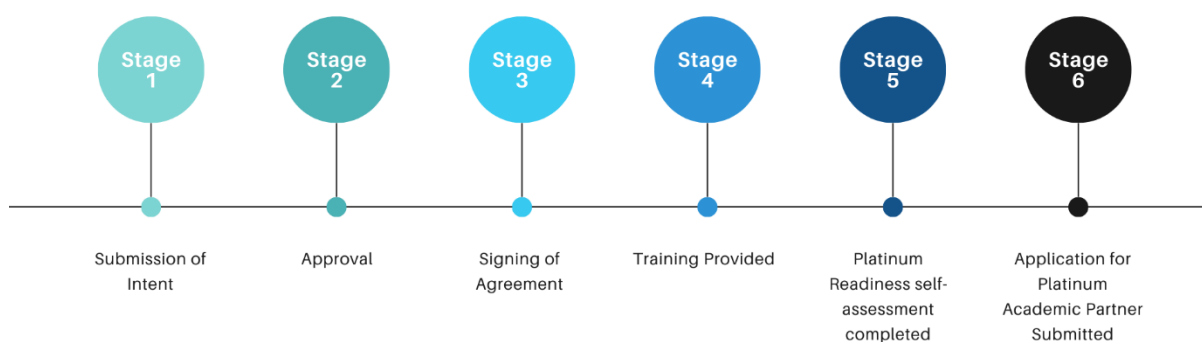 Stage
1
Stage
2
Stage
3
Stage
4
Stage
5
Stage
6
Submission of
Intent
Approval
Signing of
Agreement
Training Provided
Platinum
Readiness self-
assessment
completed
Application for
Platinum
Academic Partner
Submitted